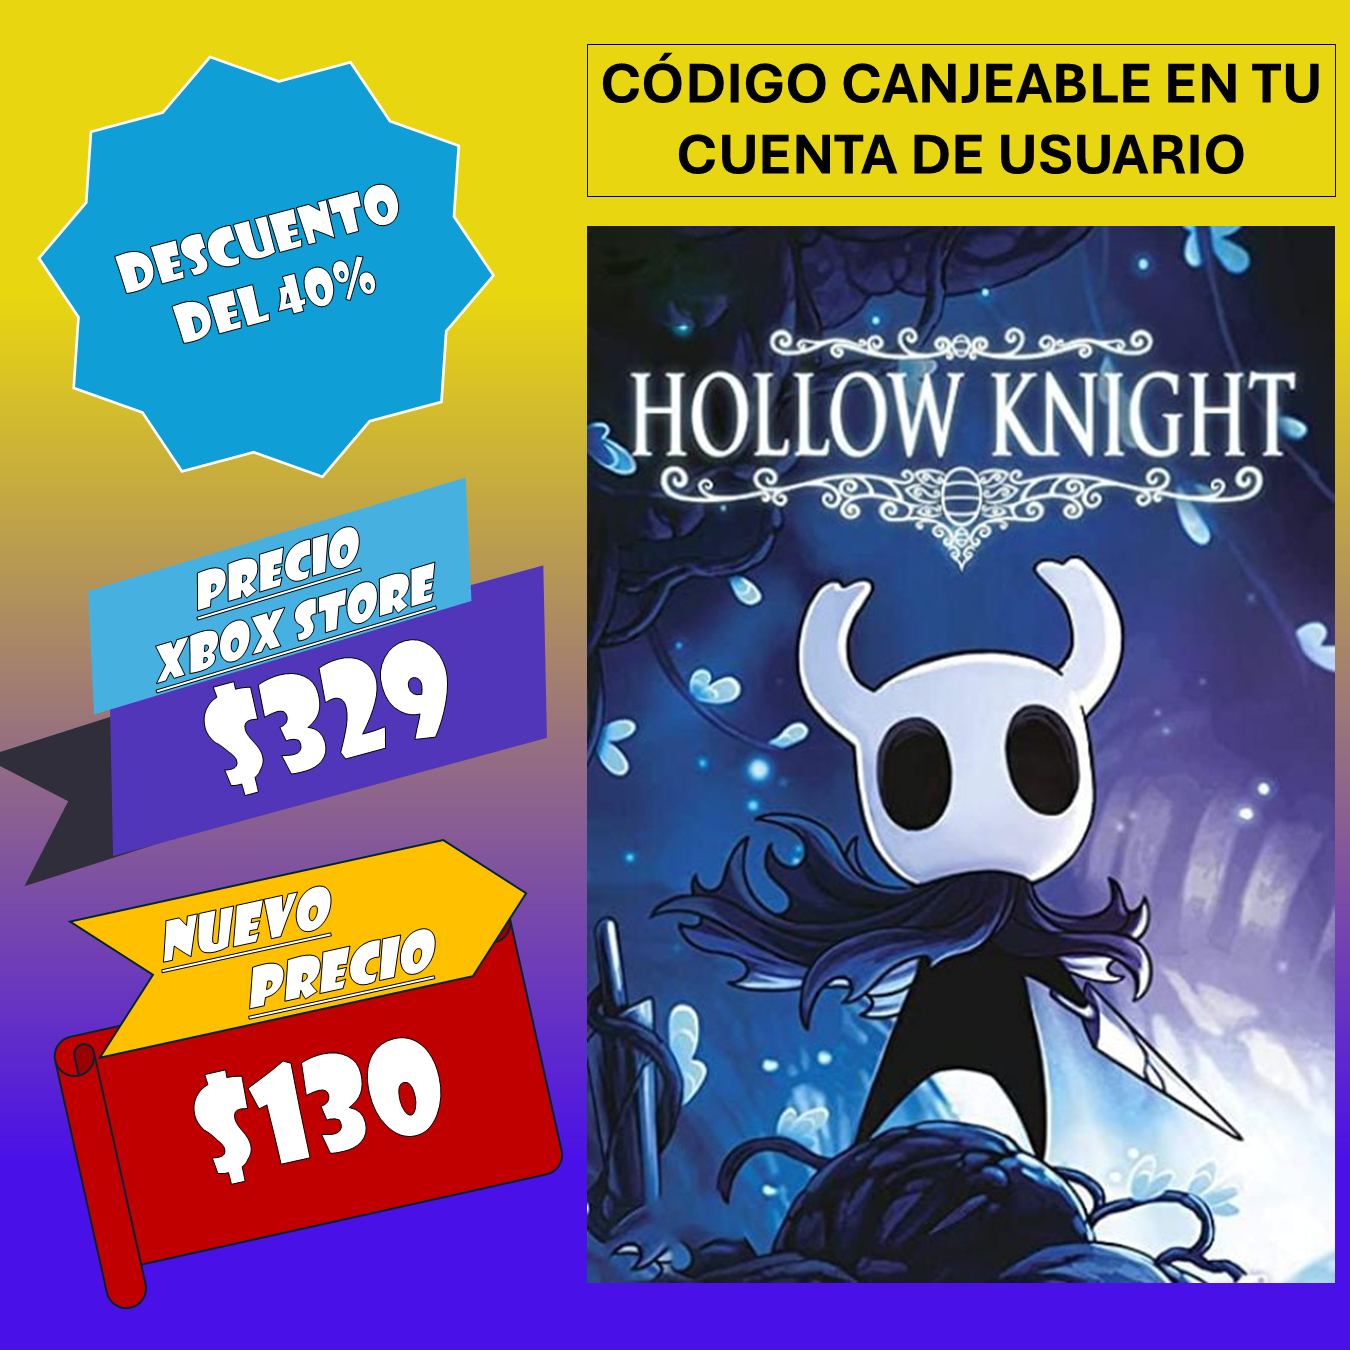 CÓDIGO CANJEABLE EN TU
CUENTA DE USUARIO
DESCUENTO
DEL 40%
HOLLOW KNIGHT
PRECIO
XBOX STORE
$329
NUEVO
PRECIO
$130